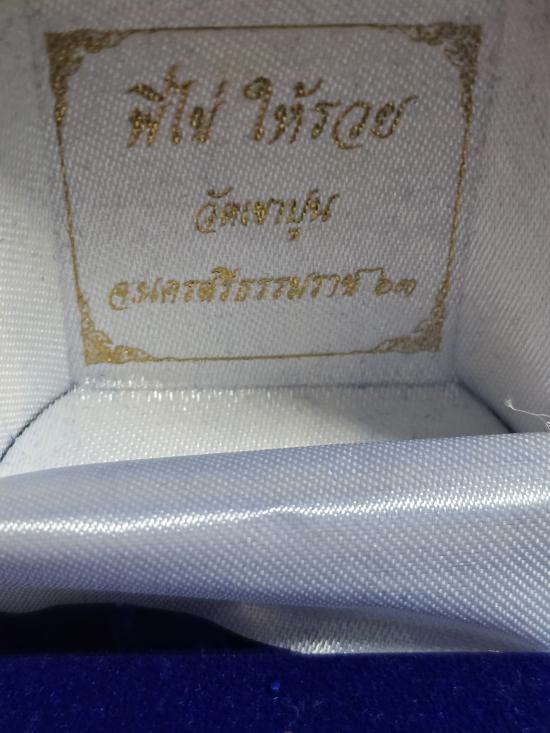 พี่ไข่ ให้รวย
วัดเขาปูน
จ.นครศรีธรรมราช ๖๓